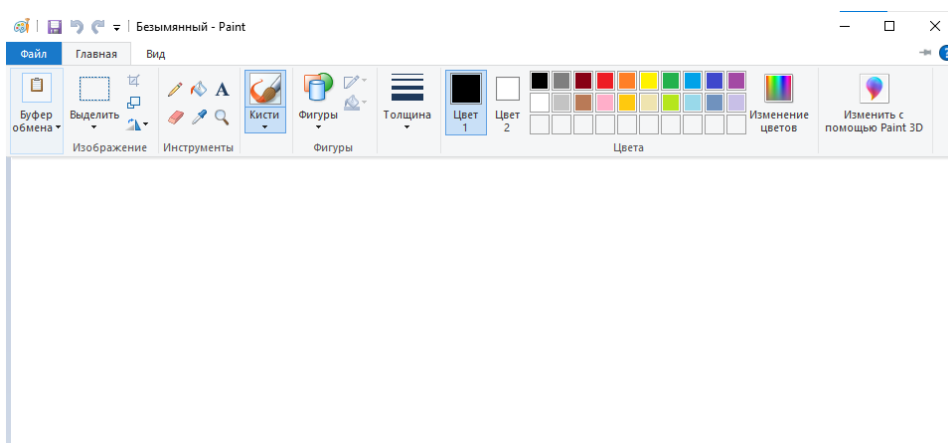 Безымянный - Paint
Файл Главная Вид
Буфер обмена
Выделить
Изображение
A
Инструменты
Кисти
Фигуры
Фигуры
Толщина
Цвет 1
Цвет 2
Изменение цветов
Цвета
Изменить с помощью Paint 3D